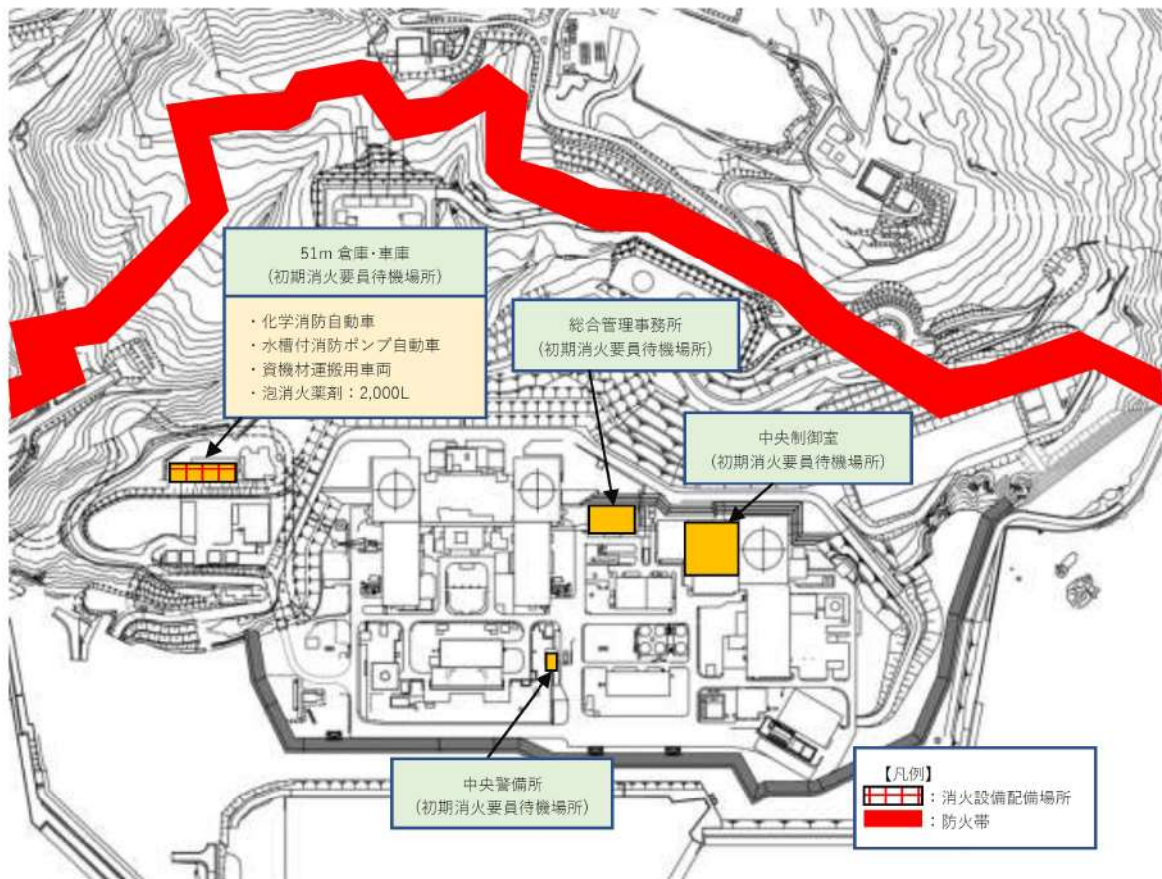 51m 倉庫・車庫
(初期消火要員待機場所)
・化学消防自動車
・水槽付消防ポンプ自動車
・資機材運搬用車両
・泡消火薬剤：2,000L
総合管理事務所
(初期消火要員待機場所)
中央制御室
(初期消火要員待機場所)
中央警備所
(初期消火要員待機場所)
【凡例】
：消火設備配備場所
：防火帯